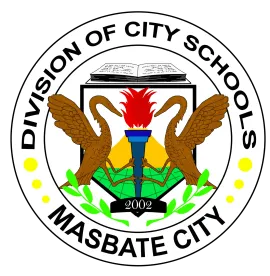 DIVISION OF CITY SCHOOLS
2002
MASBATE CITY